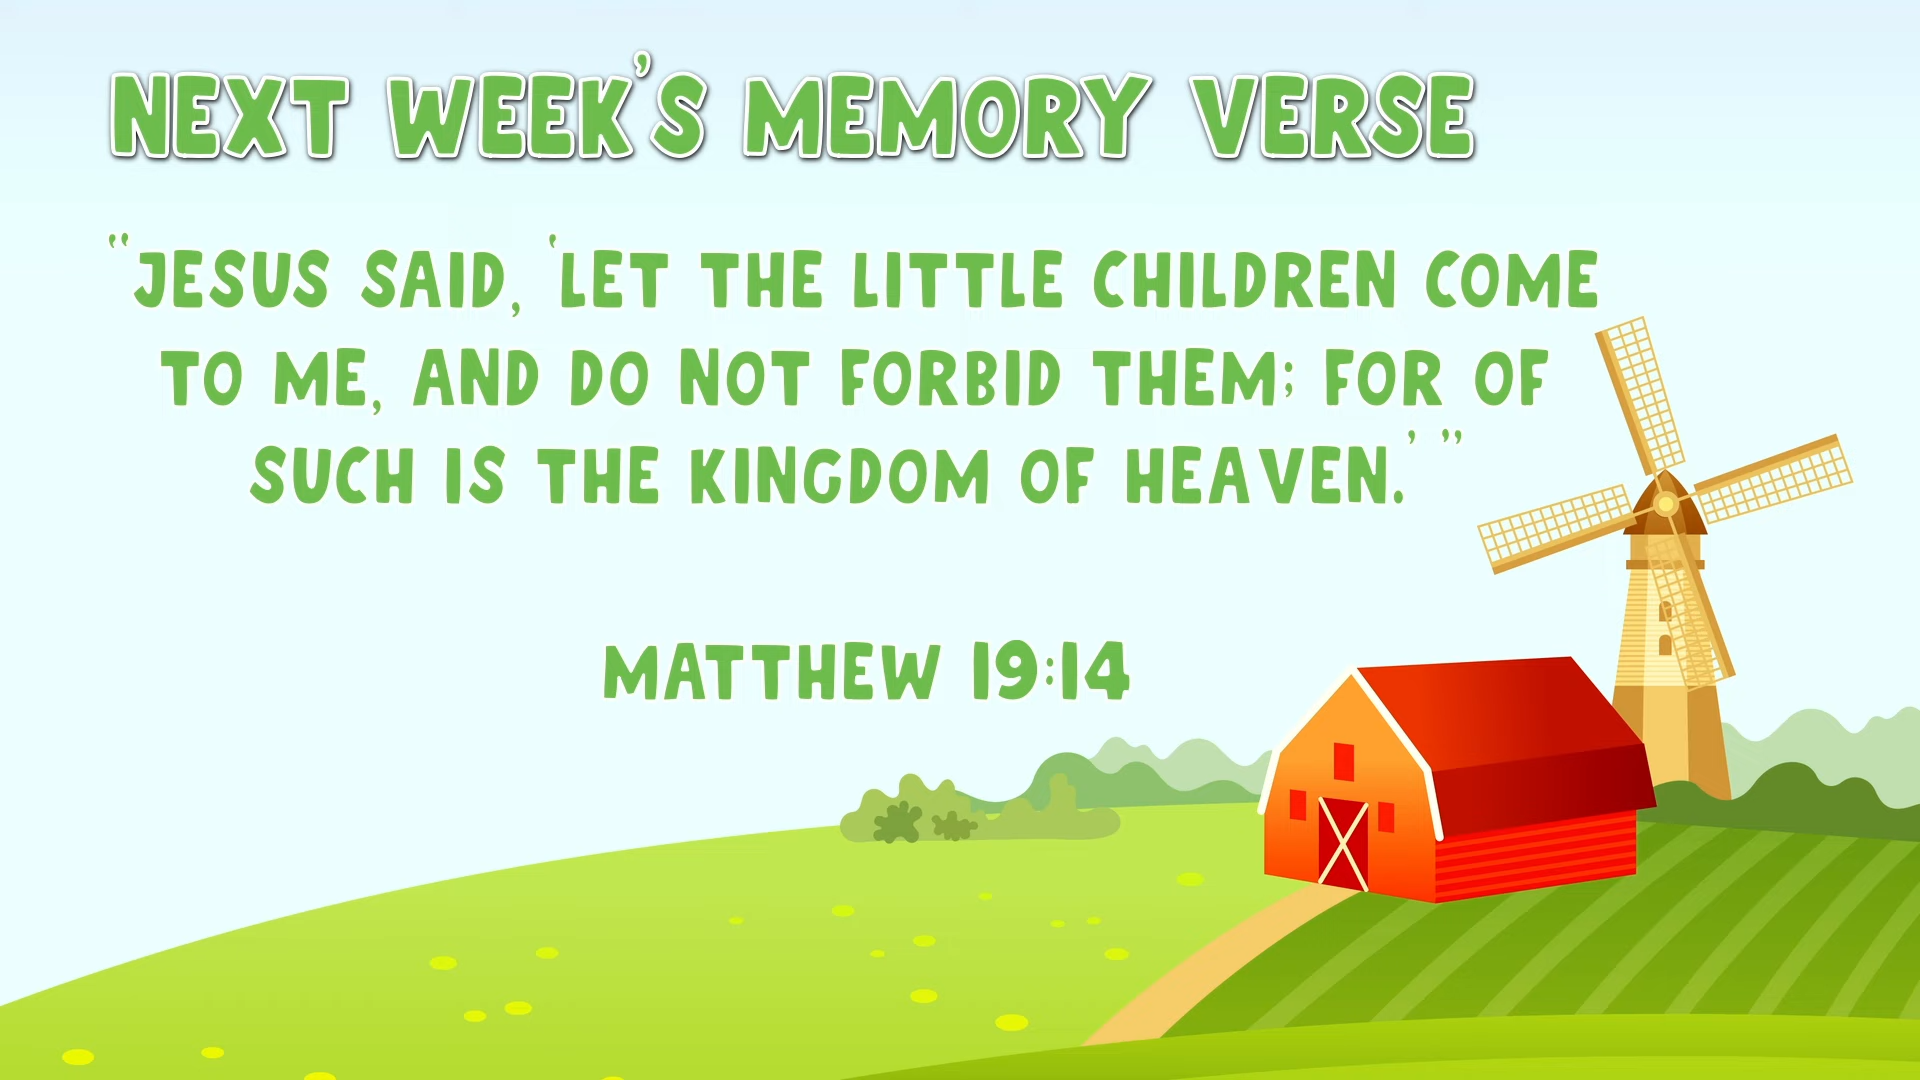 NEXT WEEK'S MEMORY VERSE
"JESUS SAID, 'LET THE LITTLE CHILDREN COME
TO ME, AND DO NOT FORBID THEM; FOR OF
SUCH IS THE KINGDOM OF HEAVEN.' "
MATTHEW 19:14